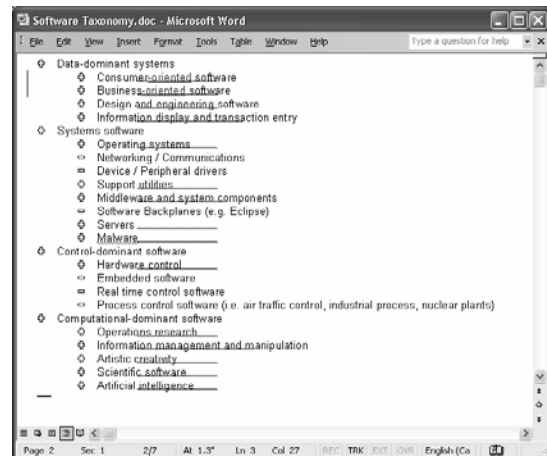 Software Taxonomy.doc - Microsoft Word
File Edit View Insert Format Tools Table Window Help Type a question for help
Data-dominant systems
Consumer-oriented software
Business-oriented software
Design and engineering software
Information display and transaction entry
Systems software
Operating systems
Networking / Communications
Device / Peripheral drivers
Support utilities
Middleware and system components
Software Backplanes (e.g. Eclipse)
Servers
Malware
Control-dominant software
Hardware control
Embedded software
Real time control software
Process control software (i.e. air traffic control, industrial process, nuclear plants)
Computational-dominant software
Operations research
Information management and manipulation
Artistic creativity
Scientific software
Artificial intelligence
Page 2 Sec 1 2/7 At 1.3" Ln 3 Col 27 REC TRK EXT OVR English (Ca